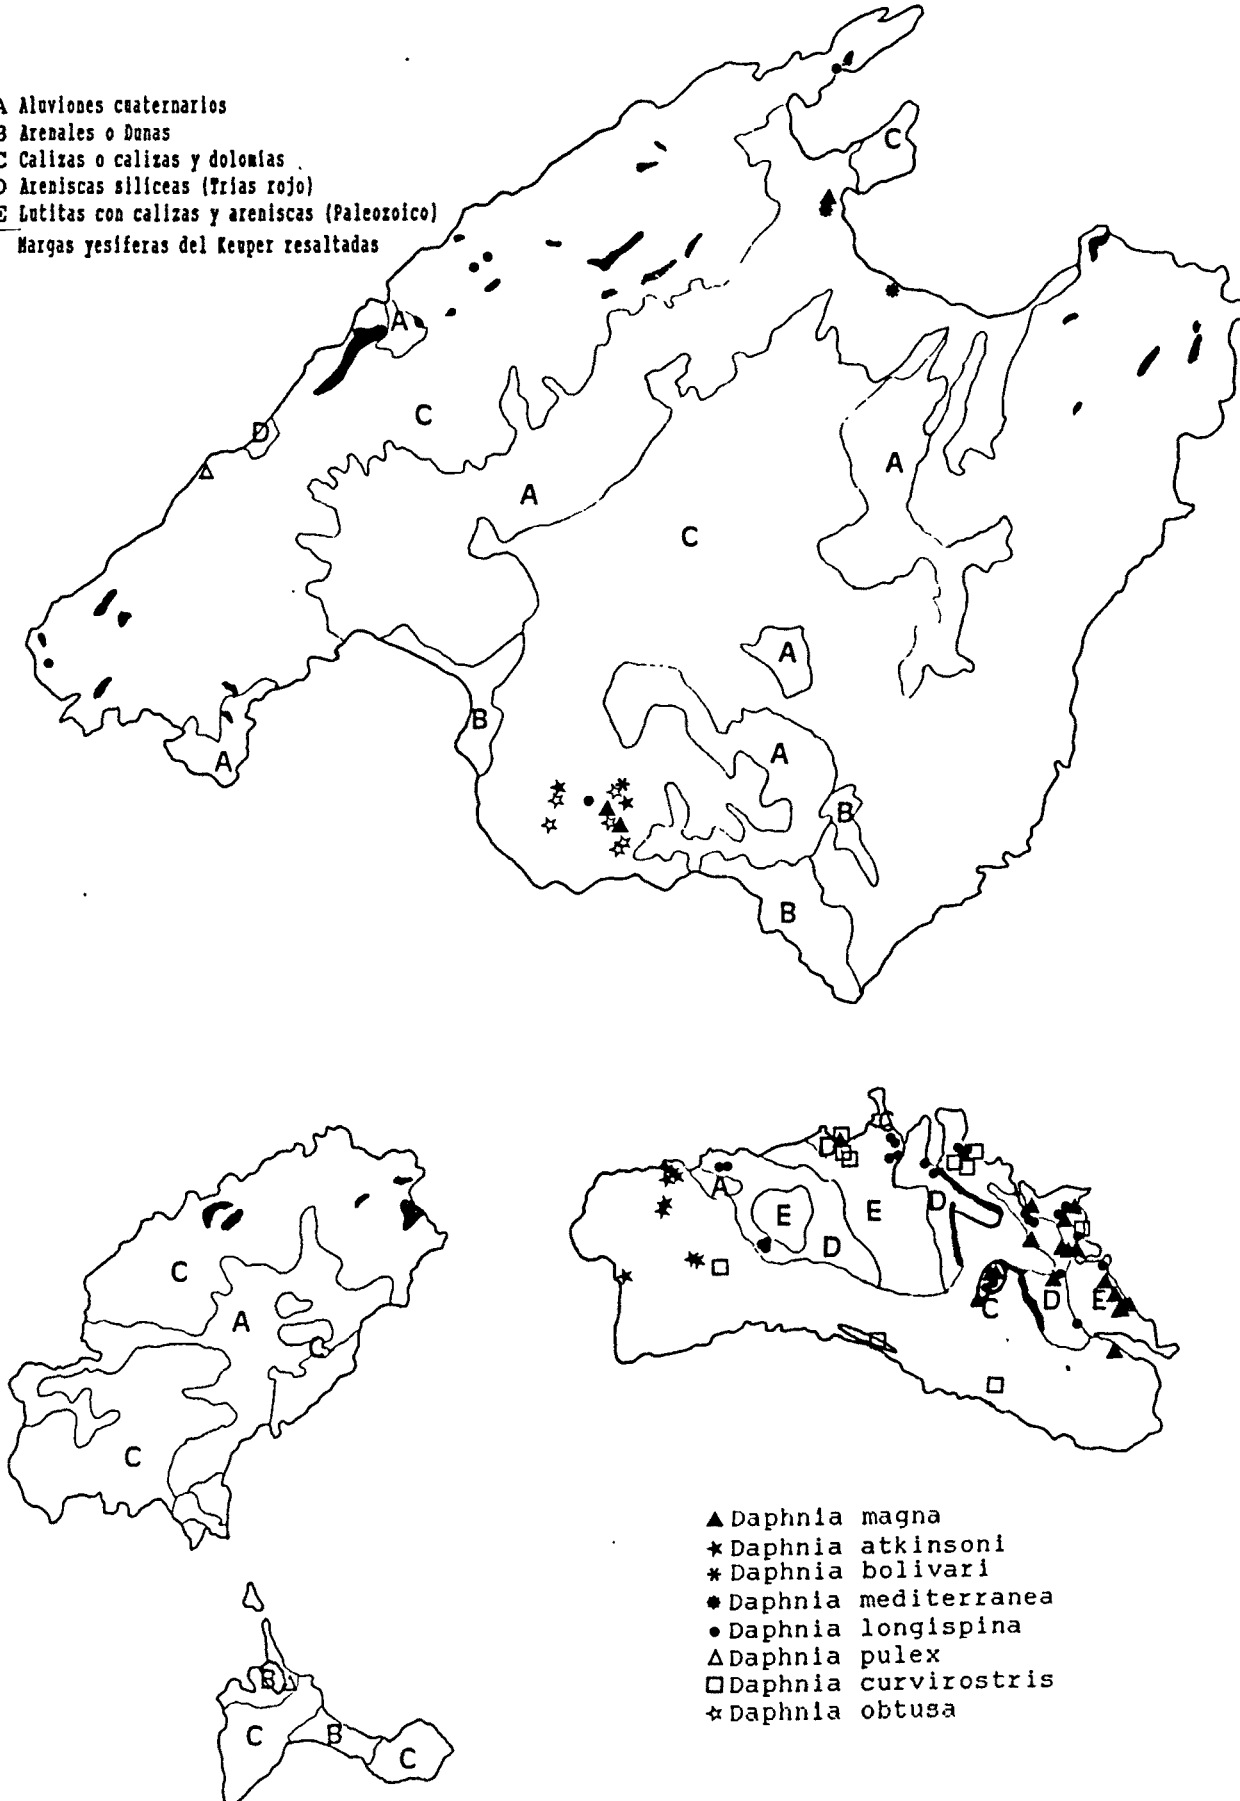 A Aluviones cuaternarios
B Arenales o Dunas
C Calizas o calizas y dolomías
D Areniscas silíceas (Trias rojo)
E Lutitas con calizas y areniscas (Paleozoico)
Margas yesíferas del Keuper resaltadas
C
A
D
C
A
A
C
A
B
A
A
B
B
C
A
E
E
D
D
C
D
E
C
A
C
C
B
C
B
C
Daphnia magna
Daphnia atkinsoni
Daphnia bolivari
Daphnia mediterranea
Daphnia longispina
Daphnia pulex
Daphnia curvirostris
Daphnia obtusa